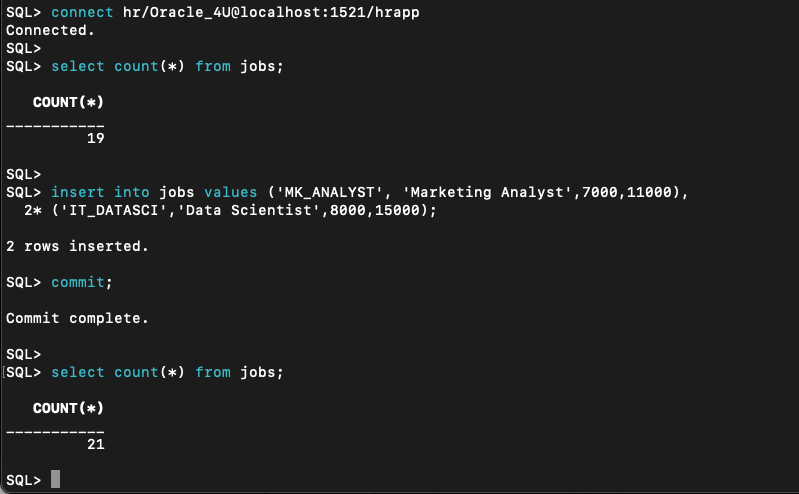 SQL> connect hr/Oracle_4U@localhost:1521/hrapp
Connected.
SQL>
SQL> select count(*) from jobs;
COUNT(*)
___________
19
SQL>
SQL> insert into jobs values ('MK_ANALYST', 'Marketing Analyst',7000,11000),
2* ('IT_DATASCI','Data Scientist',8000,15000);
2 rows inserted.
SQL> commit;
Commit complete.
SQL>
[SQL> select count(*) from jobs;
COUNT(*)
___________
21
SQL>